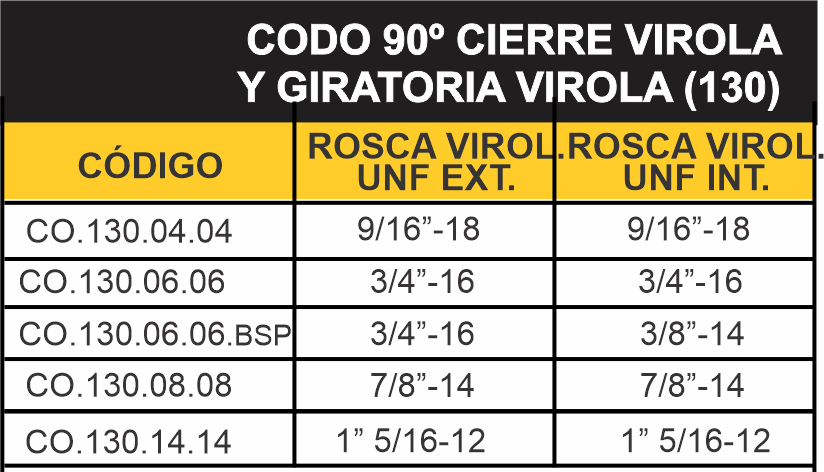 CODO 90º CIERRE VIROLA
Y GIRATORIA VIROLA (130)
CÓDIGO ROSCA VIROL. ROSCA VIROL.
UNF EXT. UNF INT.
CO.130.04.04 9/16”-18 9/16”-18
CO.130.06.06 3/4”-16 3/4”-16
CO.130.06.06.BSP 3/4”-16 3/8”-14
CO.130.08.08 7/8”-14 7/8”-14
CO.130.14.14 1” 5/16-12 1” 5/16-12